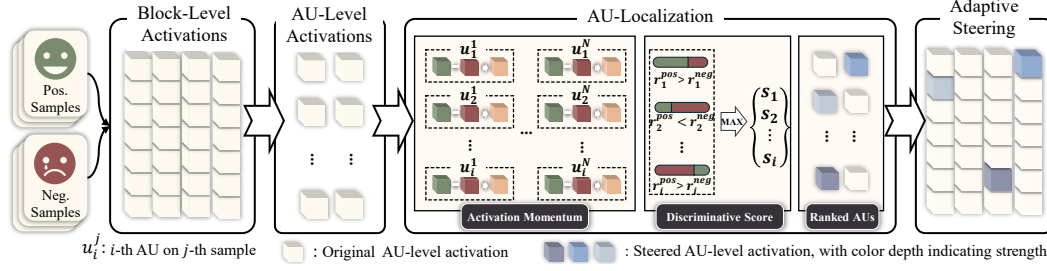 Block-Level
Activations
AU-Level
Activations
AU-Localization
Adaptive
Steering
Pos.
Samples
Neg.
Samples
u_1^1
u_1^N
u_2^1
u_2^N
...
u_i^1
u_i^N
r_1^{pos} > r_1^{neg}
r_2^{pos} < r_2^{neg}
r_i^{pos} > r_i^{neg}
MAX
s_1
s_2
s_i
Activation Momentum
Discriminative Score
Ranked AUs
u_i^j: i-th AU on j-th sample
: Original AU-level activation
: Steered AU-level activation, with color depth indicating strength